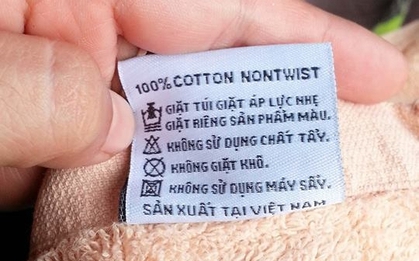 100% COTTON NONTWIST
GIẶT TÚI GIẶT ÁP LỰC NHẸ
GIẶT RIÊNG SẢN PHẨM MÀU.
KHÔNG SỬ DỤNG CHẤT TẨY.
KHÔNG GIẶT KHÔ.
KHÔNG SỬ DỤNG MÁY SẤY.
SẢN XUẤT TẠI VIỆT NAM